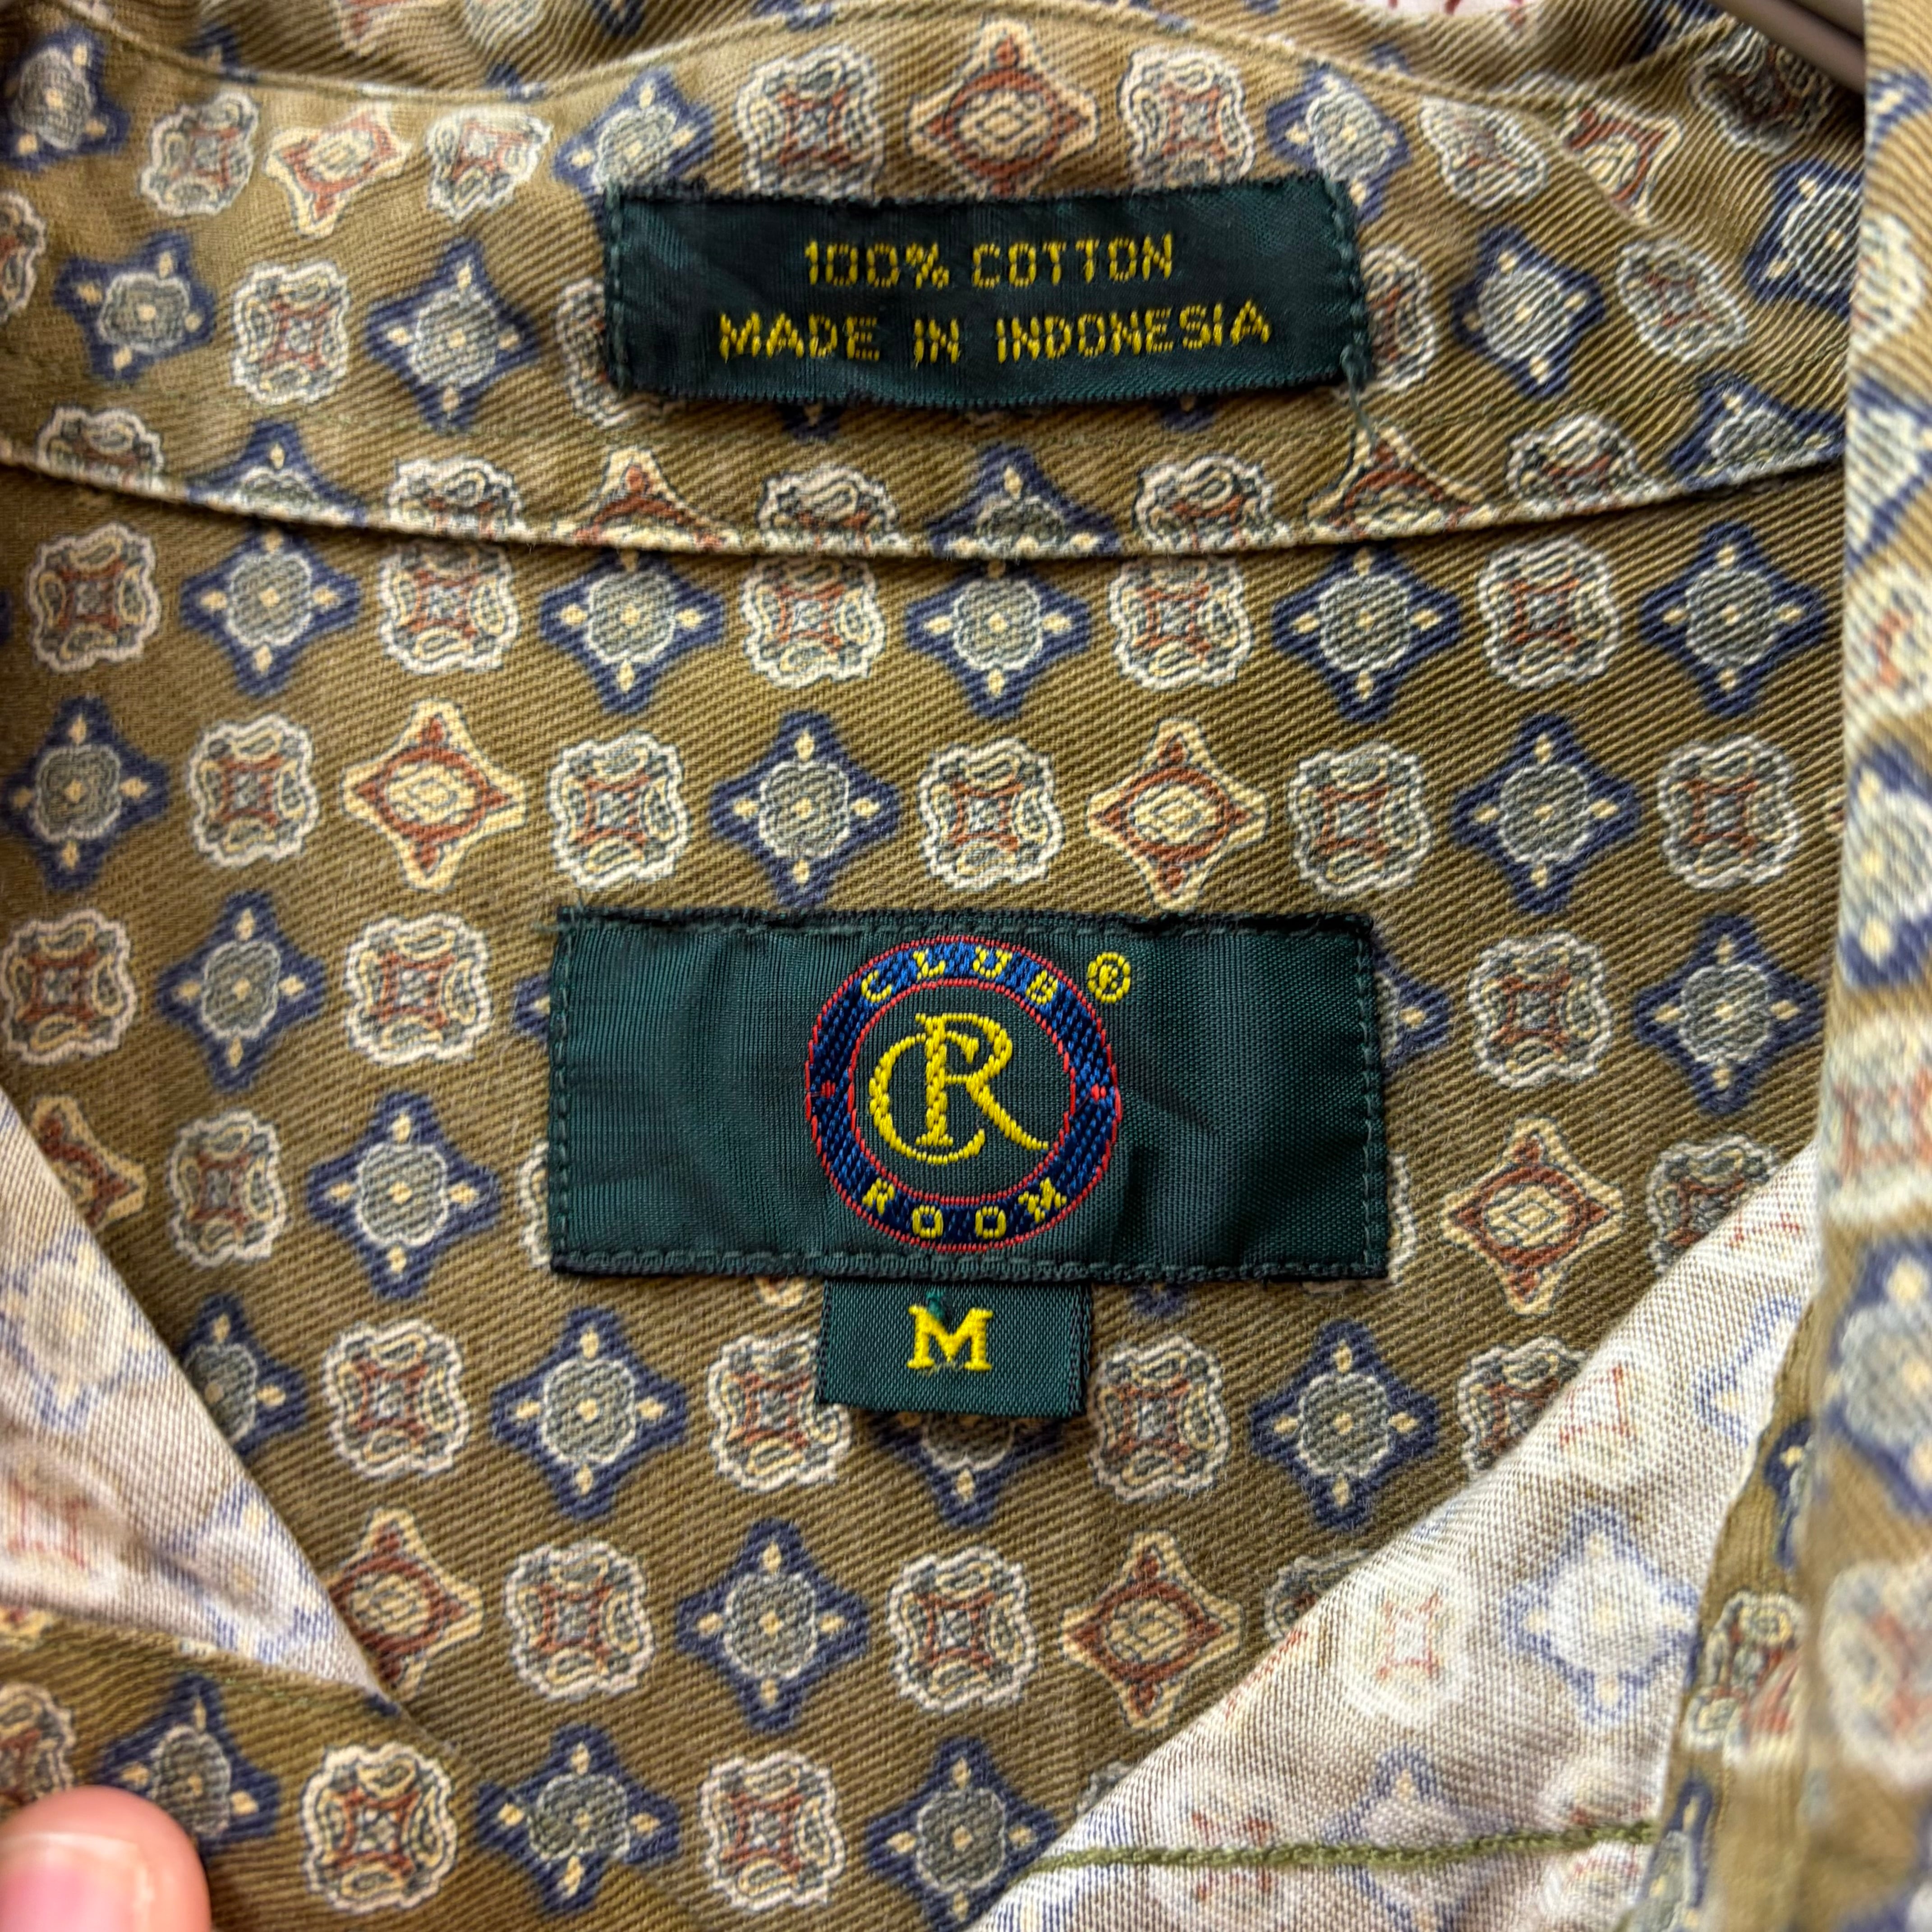 100% COTTON
MADE IN INDONESIA
CLUB ®
CR
ROOM
M